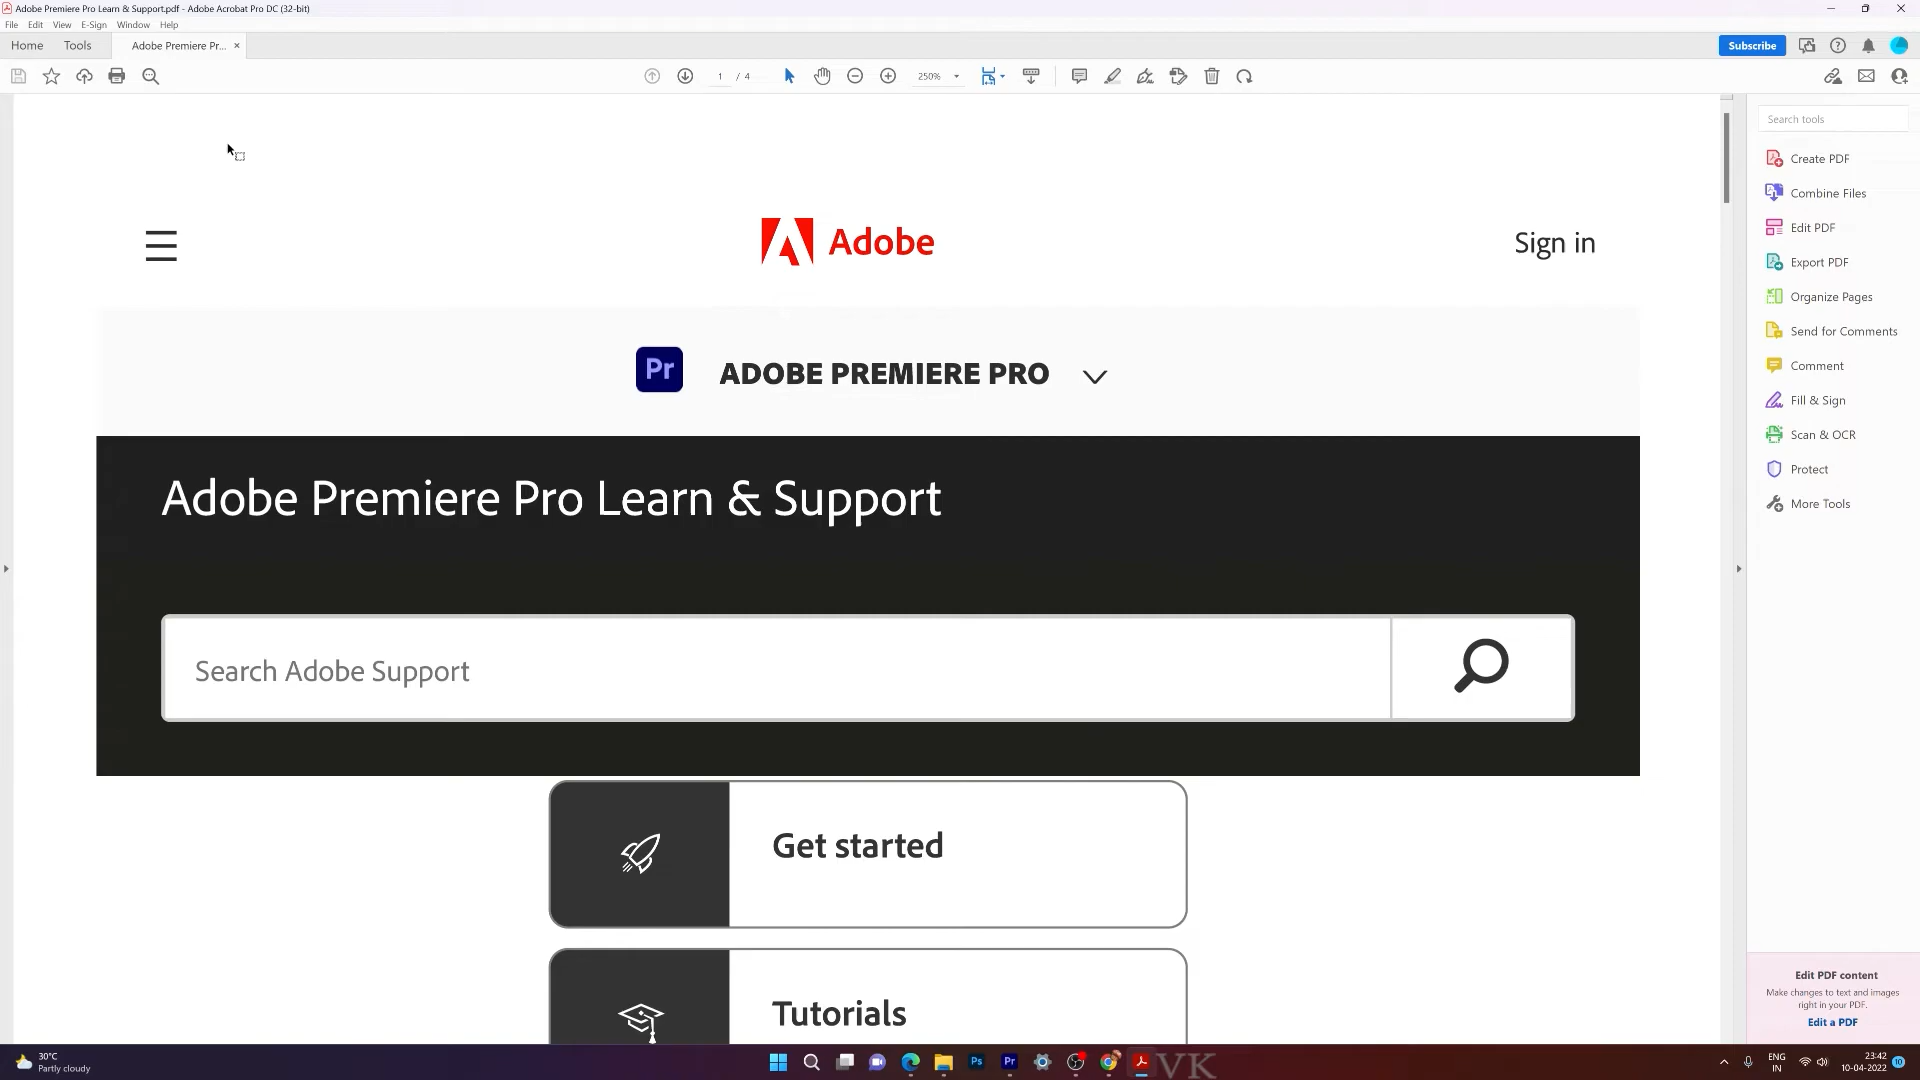 Adobe Premiere Pro Learn & Support.pdf - Adobe Acrobat Pro DC (32-bit)
File Edit View E-Sign Window Help
Home Tools Adobe Premiere Pr... × Subscribe
1 / 4 250%
Search tools
Create PDF
Combine Files
Edit PDF
Export PDF
Organize Pages
Send for Comments
Comment
Fill & Sign
Scan & OCR
Protect
More Tools
Adobe
Sign in
Pr ADOBE PREMIERE PRO
Adobe Premiere Pro Learn & Support
Search Adobe Support
Get started
Tutorials
Edit PDF content
Make changes to text and images
right in your PDF.
Edit a PDF
30°C
Partly cloudy
Ps Pr VK
ENG
IN
23:42
10-04-2022
10